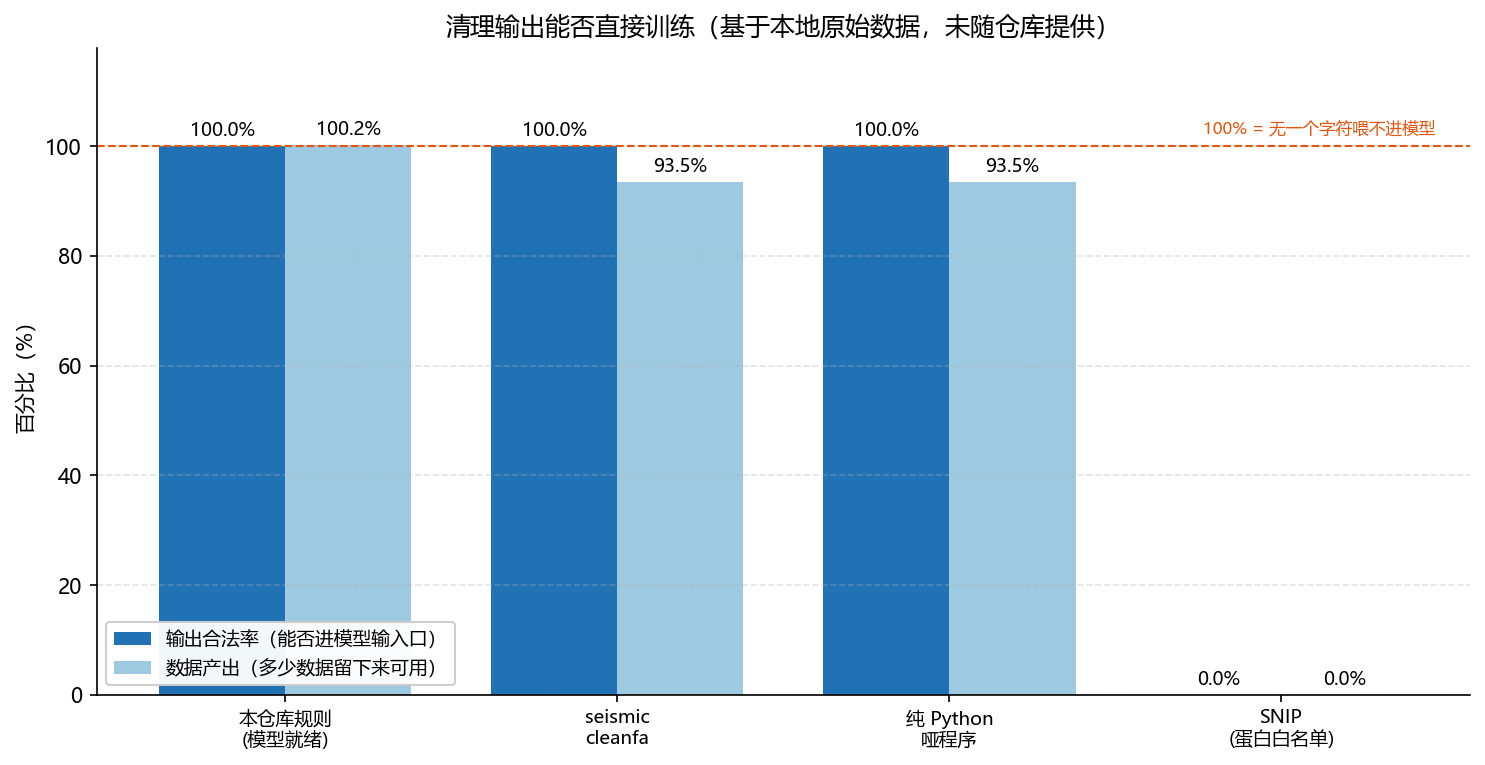 清理输出能否直接训练（基于本地原始数据，未随仓库提供）
100.0%
100.2%
100.0%
93.5%
100.0%
93.5%
100% = 无一个字符喂不进模型
0.0%
0.0%
百分比（%）
100
80
60
40
20
0
输出合法率（能否进模型输入口）
数据产出（多少数据留下来可用）
本仓库规则
(模型就绪)
seismic
cleanfa
纯 Python
哑程序
SNIP
(蛋白白名单)